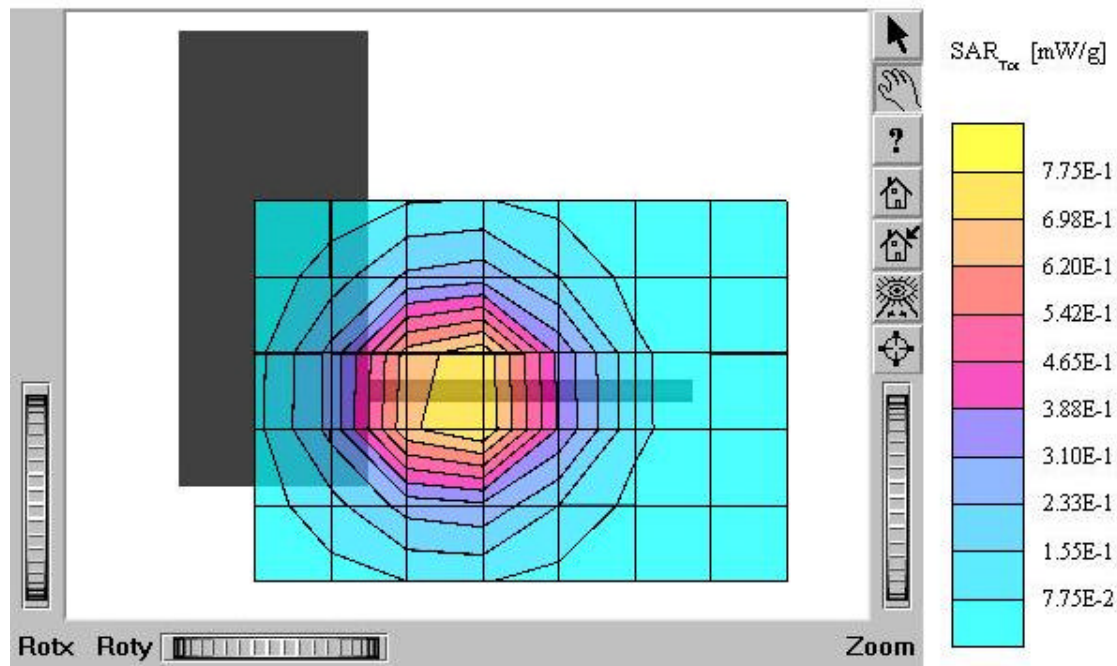 SAR_Tot [mW/g]
?
7.75E-1
6.98E-1
6.20E-1
5.42E-1
4.65E-1
3.88E-1
3.10E-1
2.33E-1
1.55E-1
7.75E-2
Rotx Roty Zoom